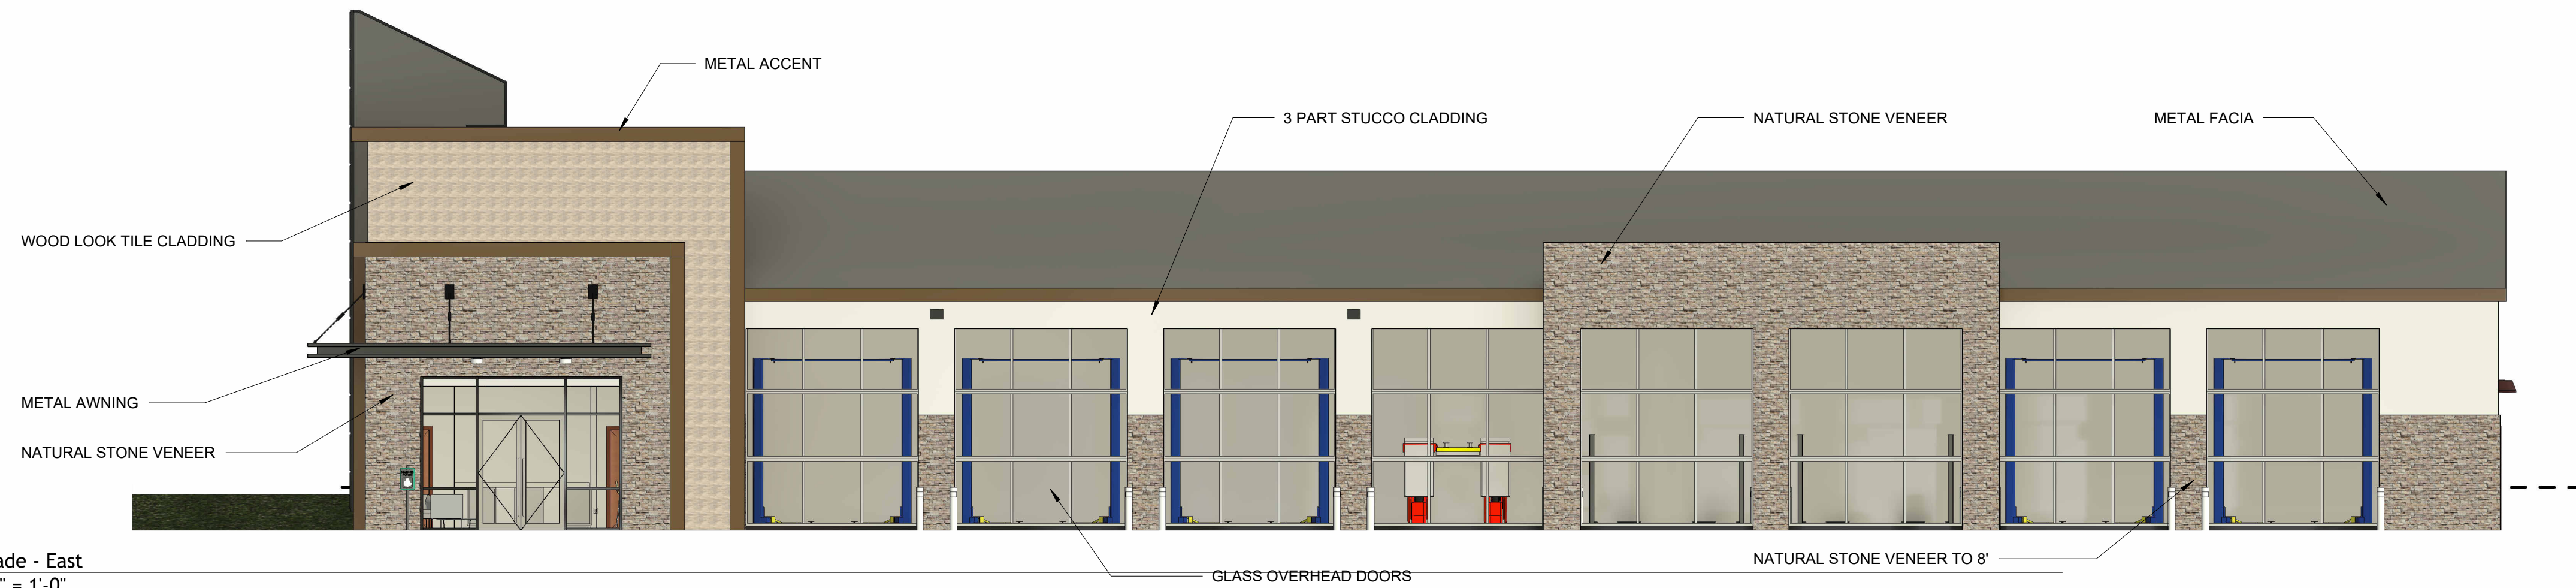 METAL ACCENT
3 PART STUCCO CLADDING
NATURAL STONE VENEER
METAL FACIA
WOOD LOOK TILE CLADDING
METAL AWNING
NATURAL STONE VENEER
NATURAL STONE VENEER TO 8'
GLASS OVERHEAD DOORS
ade - East
" = 1'-0"